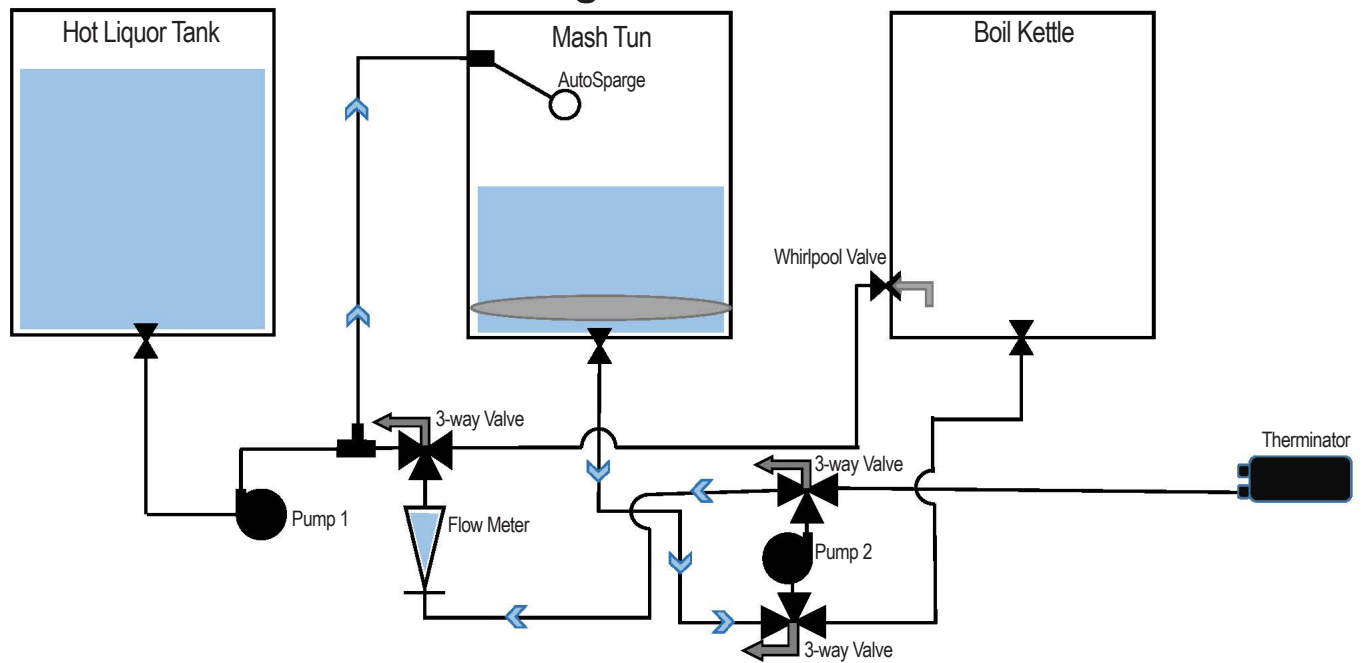 Hot Liquor Tank
Mash Tun
Boil Kettle
AutoSparge
Whirlpool Valve
3-way Valve
Therminator
3-way Valve
Pump 1
Flow Meter
Pump 2
3-way Valve